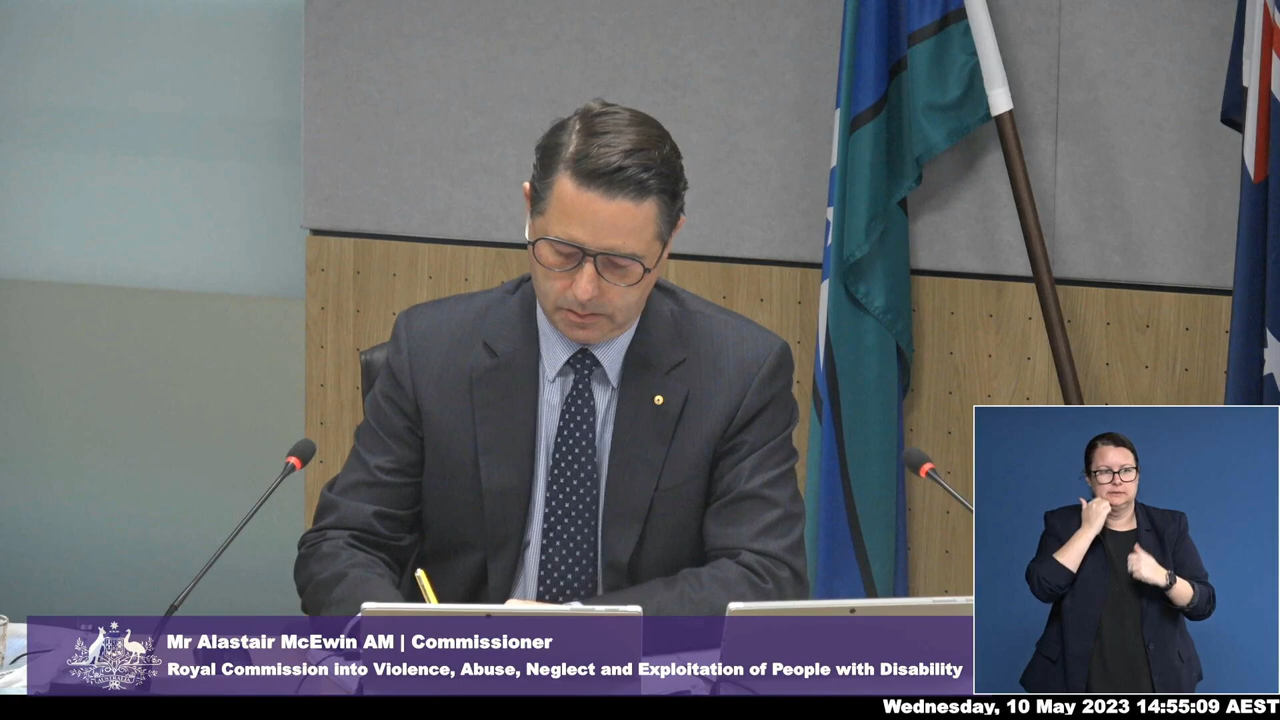 Mr Alastair McEwin AM | Commissioner
Royal Commission into Violence, Abuse, Neglect and Exploitation of People with Disability
Wednesday, 10 May 2023 14:55:09 AEST